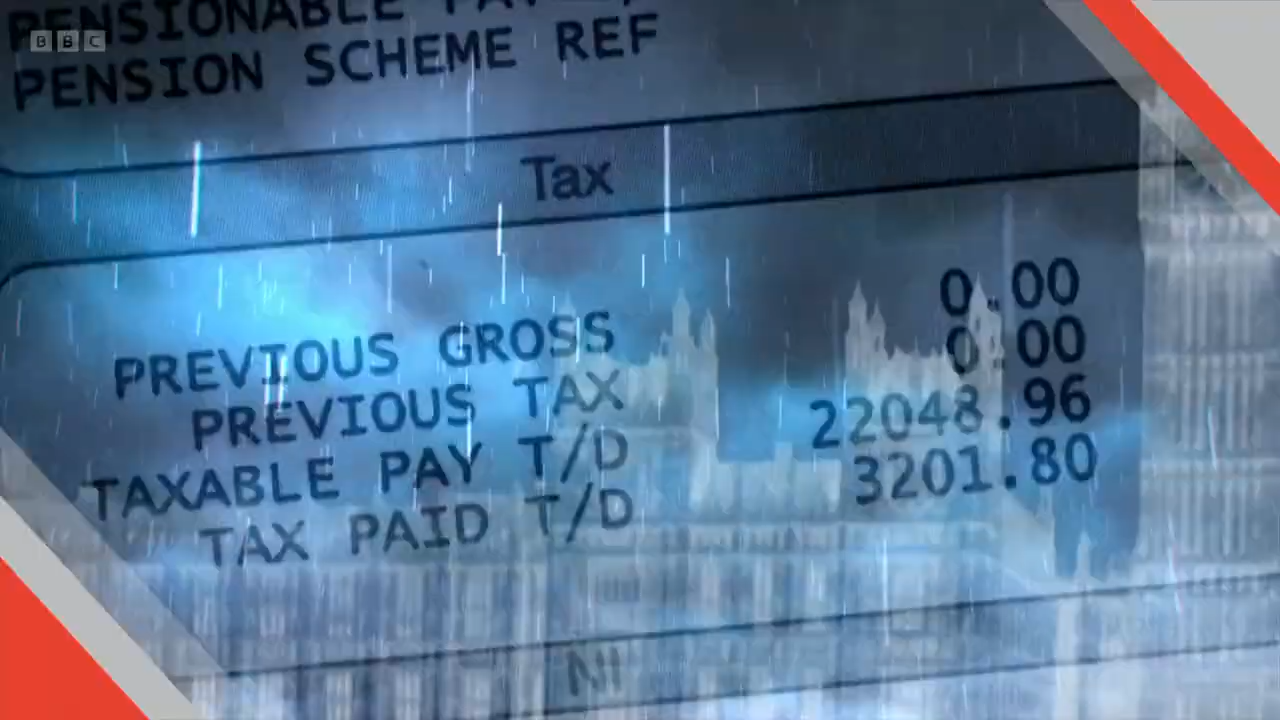 BBC
PENSIONABLE
PENSION SCHEME REF
Tax
PREVIOUS GROSS 0.00
PREVIOUS TAX 0.00
TAXABLE PAY T/D 22048.96
TAX PAID T/D 3201.80
NI